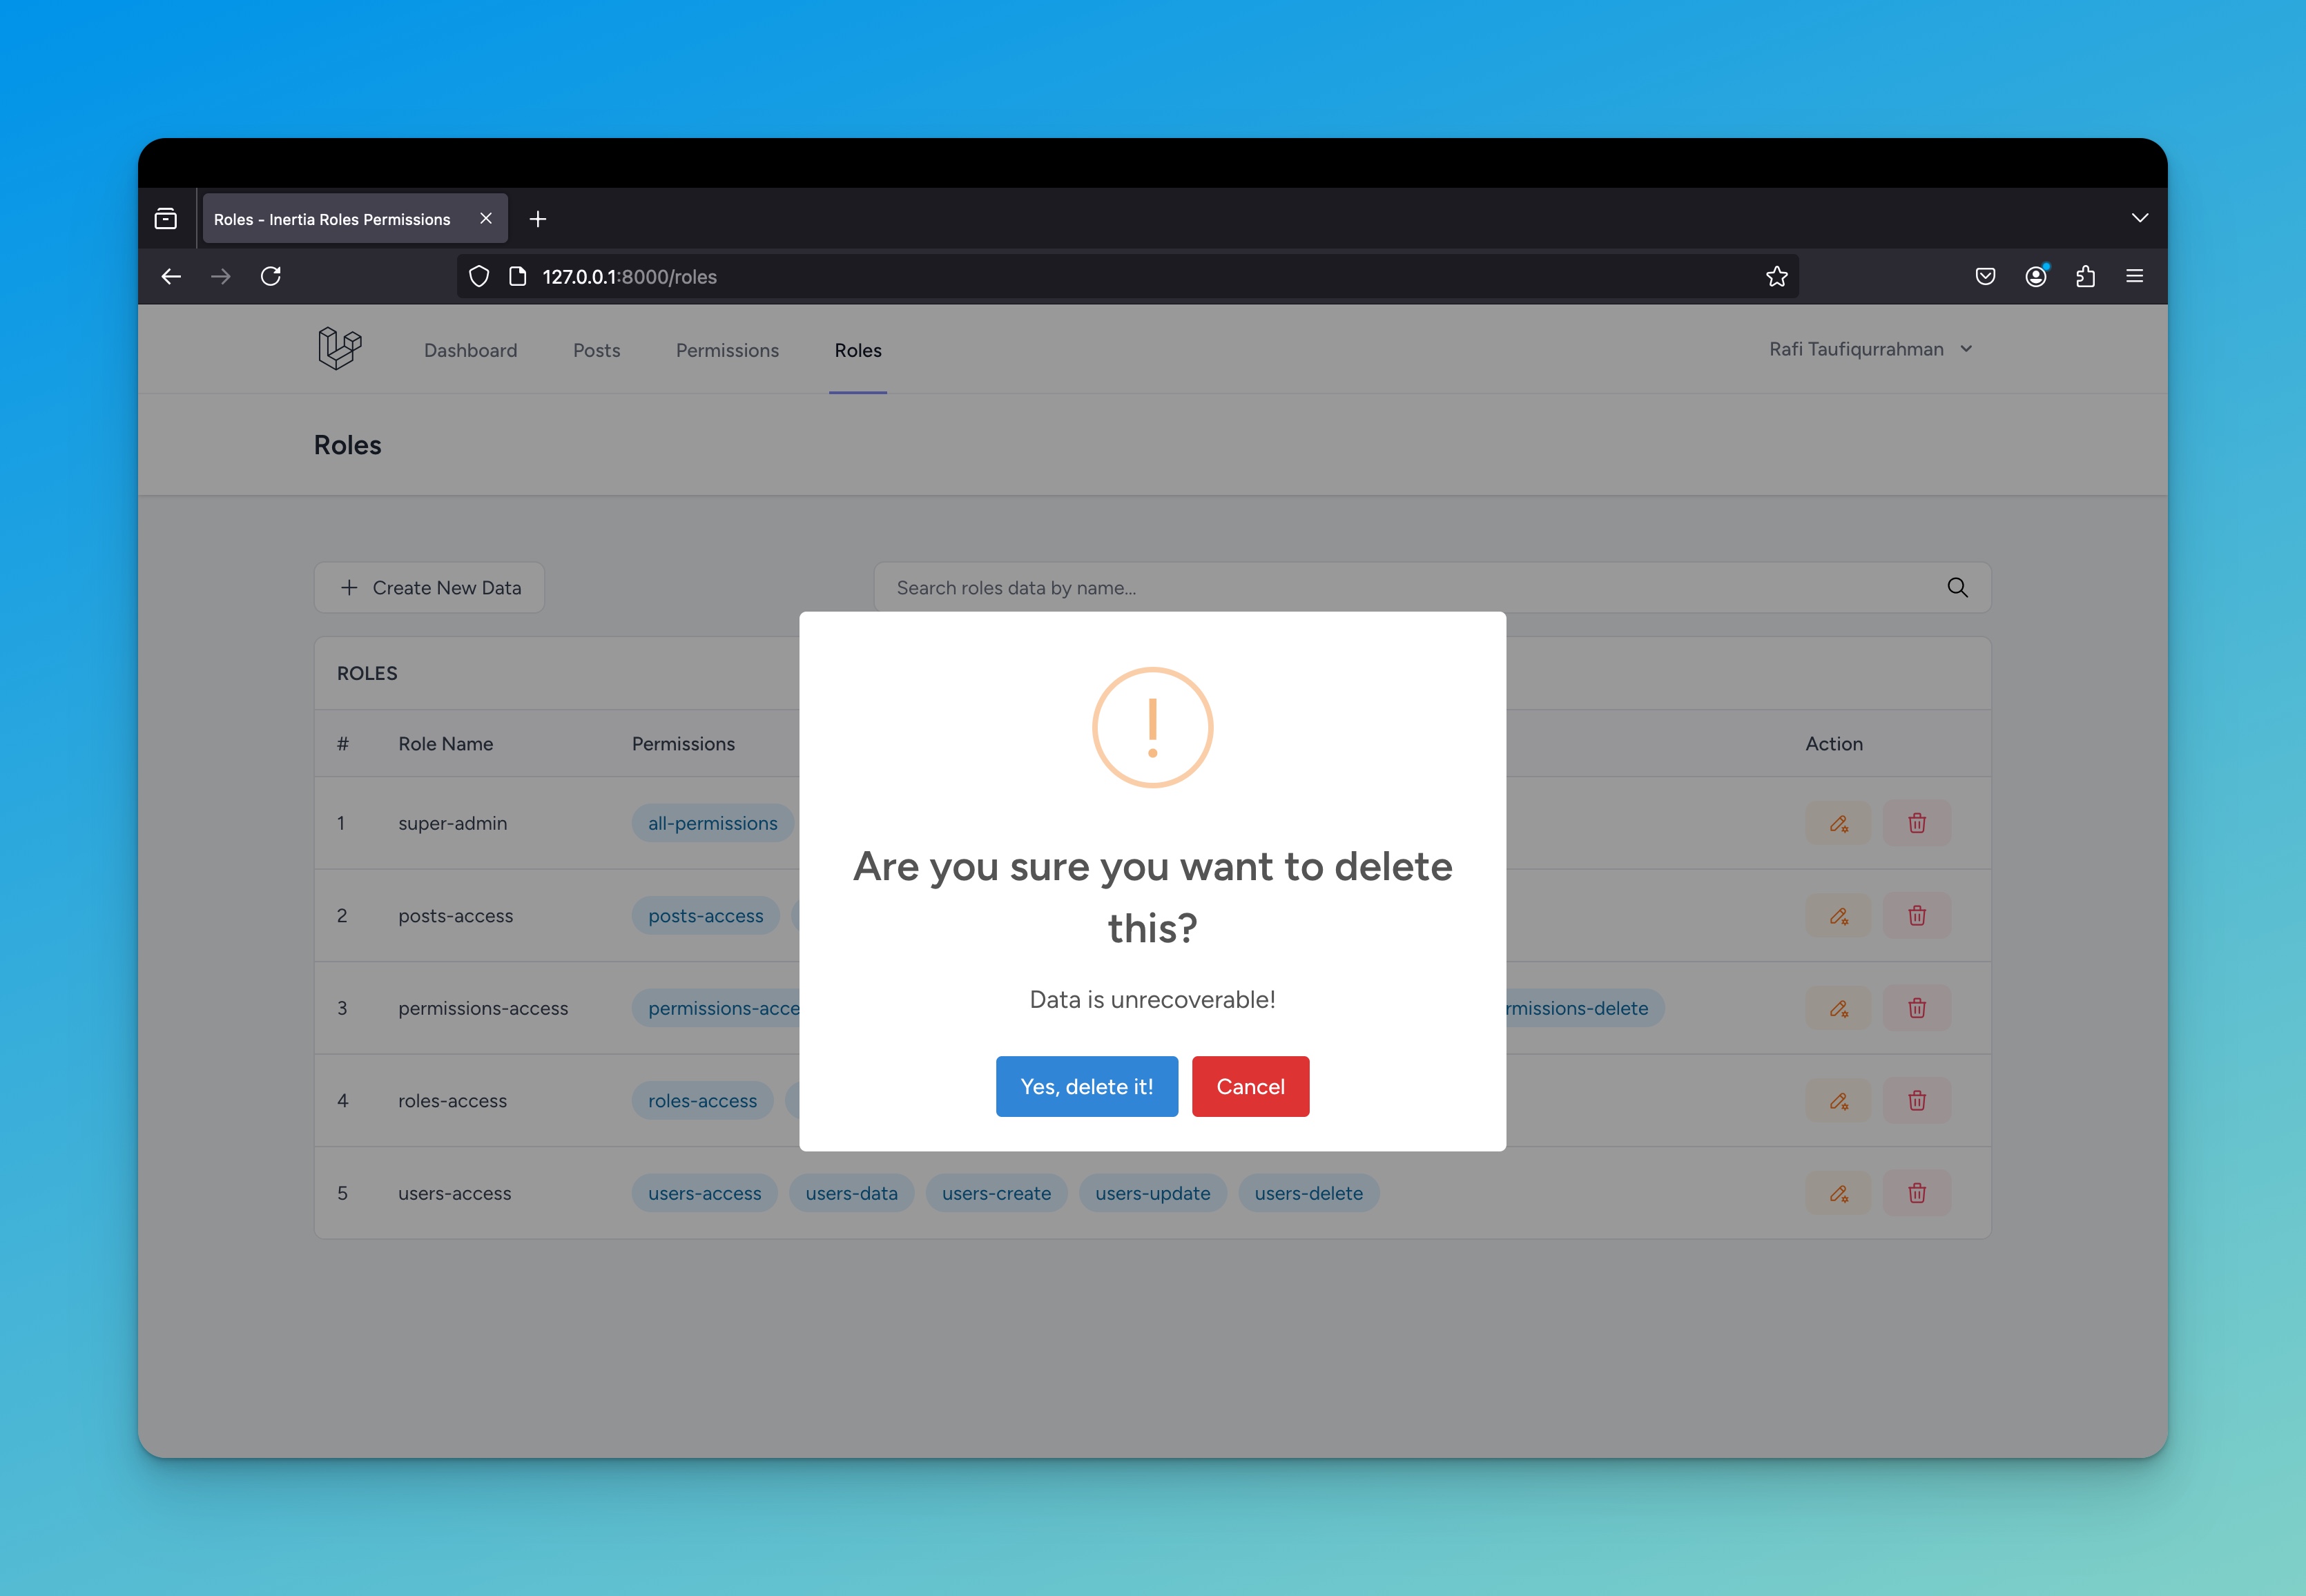 Roles - Inertia Roles Permissions
127.0.0.1:8000/roles
Dashboard Posts Permissions Roles Rafi Taufiqurrahman
Roles
Create New Data Search roles data by name...
ROLES
# Role Name Permissions Action
1 super-admin all-permissions
2 posts-access posts-access
3 permissions-access permissions-acce rmissions-delete
4 roles-access roles-access
5 users-access users-access users-data users-create users-update users-delete
Are you sure you want to delete
this?
Data is unrecoverable!
Yes, delete it! Cancel